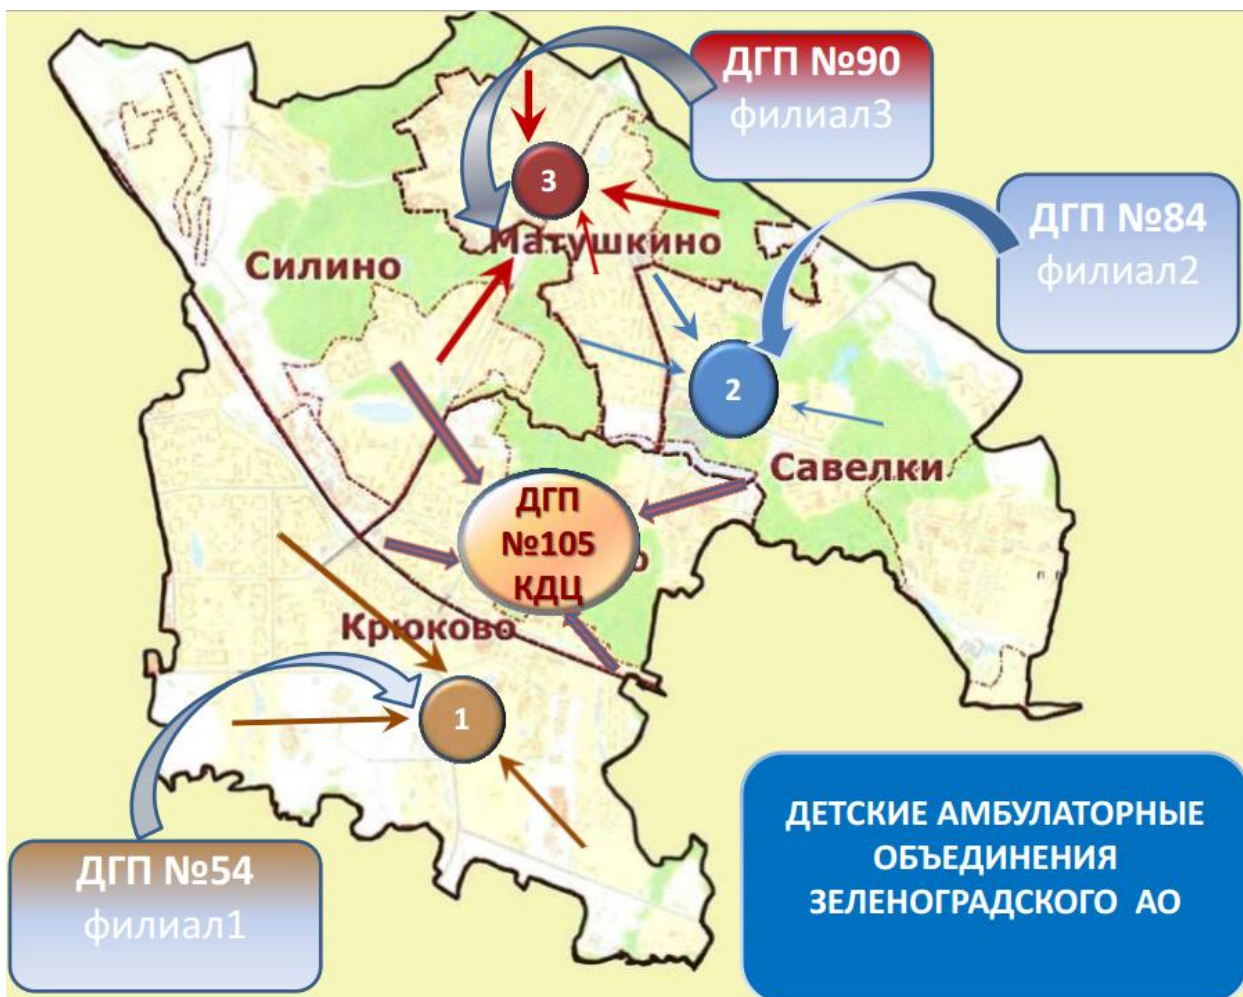 ДГП №90
филиал3
3
Матушкино
ДГП №84
филиал2
Силино
2
Савелки
ДГП
№105
КДЦ
Крюково
1
ДГП №54
филиал1
ДЕТСКИЕ АМБУЛАТОРНЫЕ
ОБЪЕДИНЕНИЯ
ЗЕЛЕНОГРАДСКОГО АО